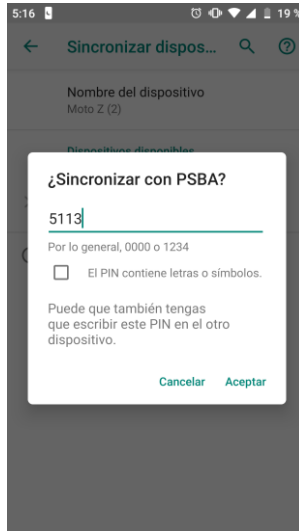 5:16 19 %
Sincronizar dispos...
Nombre del dispositivo
Moto Z (2)
Dispositivos disponibles
¿Sincronizar con PSBA?
5113
Por lo general, 0000 o 1234
El PIN contiene letras o símbolos.
Puede que también tengas
que escribir este PIN en el otro
dispositivo.
Cancelar Aceptar